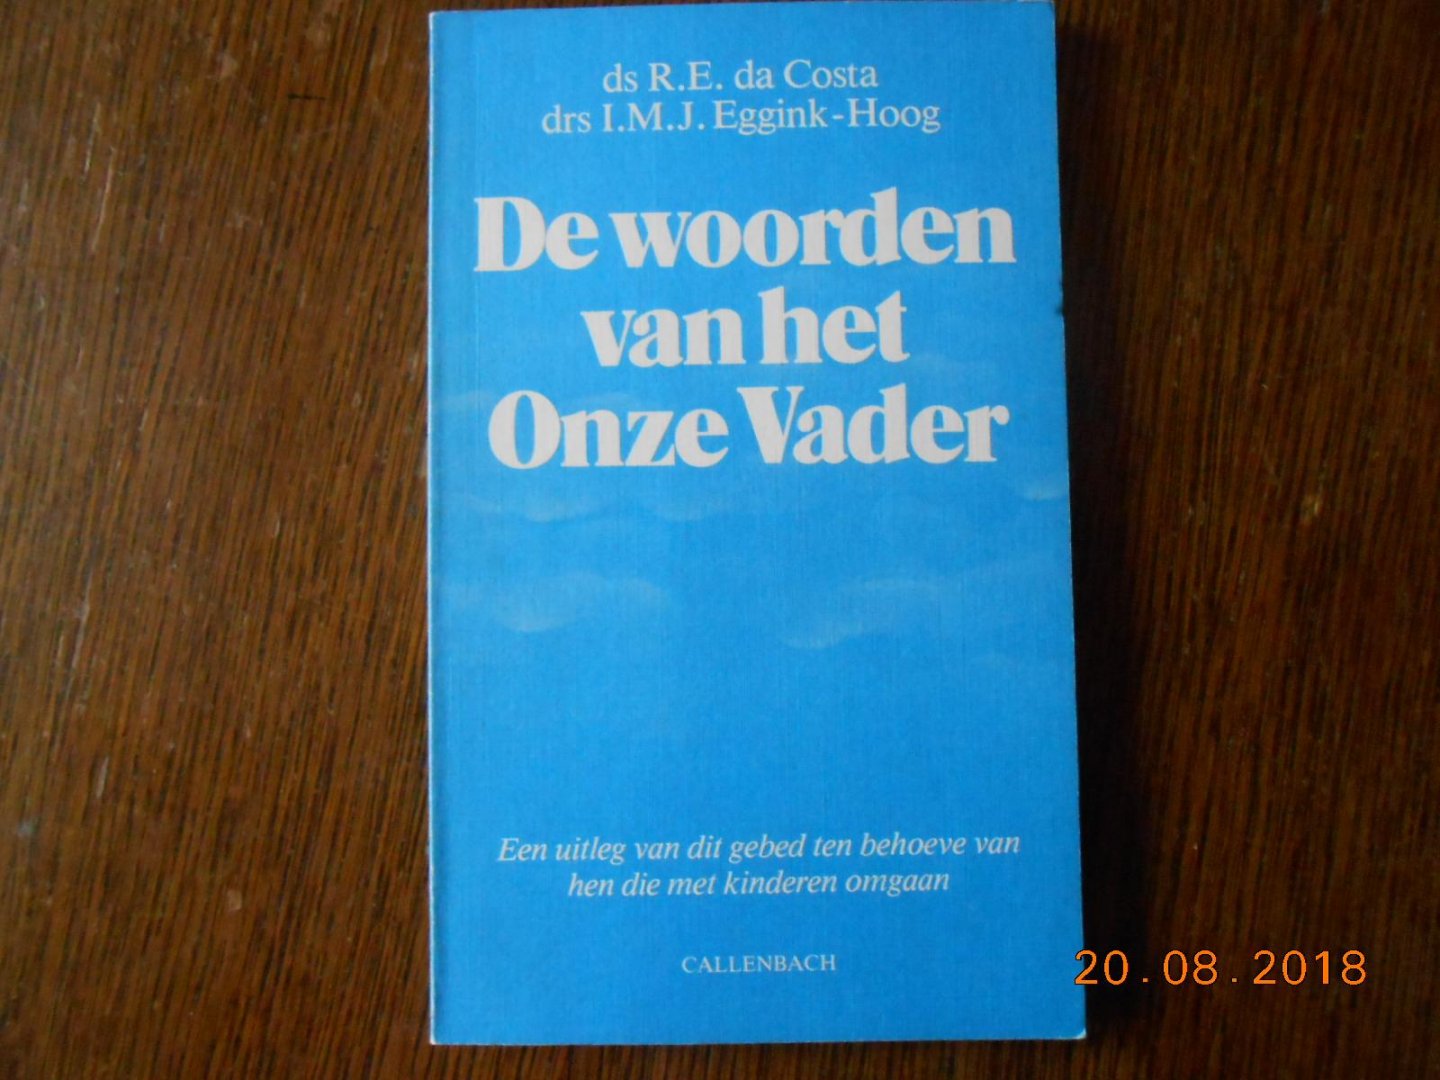 ds R.E. da Costa
drs I.M.J. Eggink-Hoog
De woorden
van het
Onze Vader
Een uitleg van dit gebed ten behoeve van
hen die met kinderen omgaan
CALLENBACH
20.08.2018